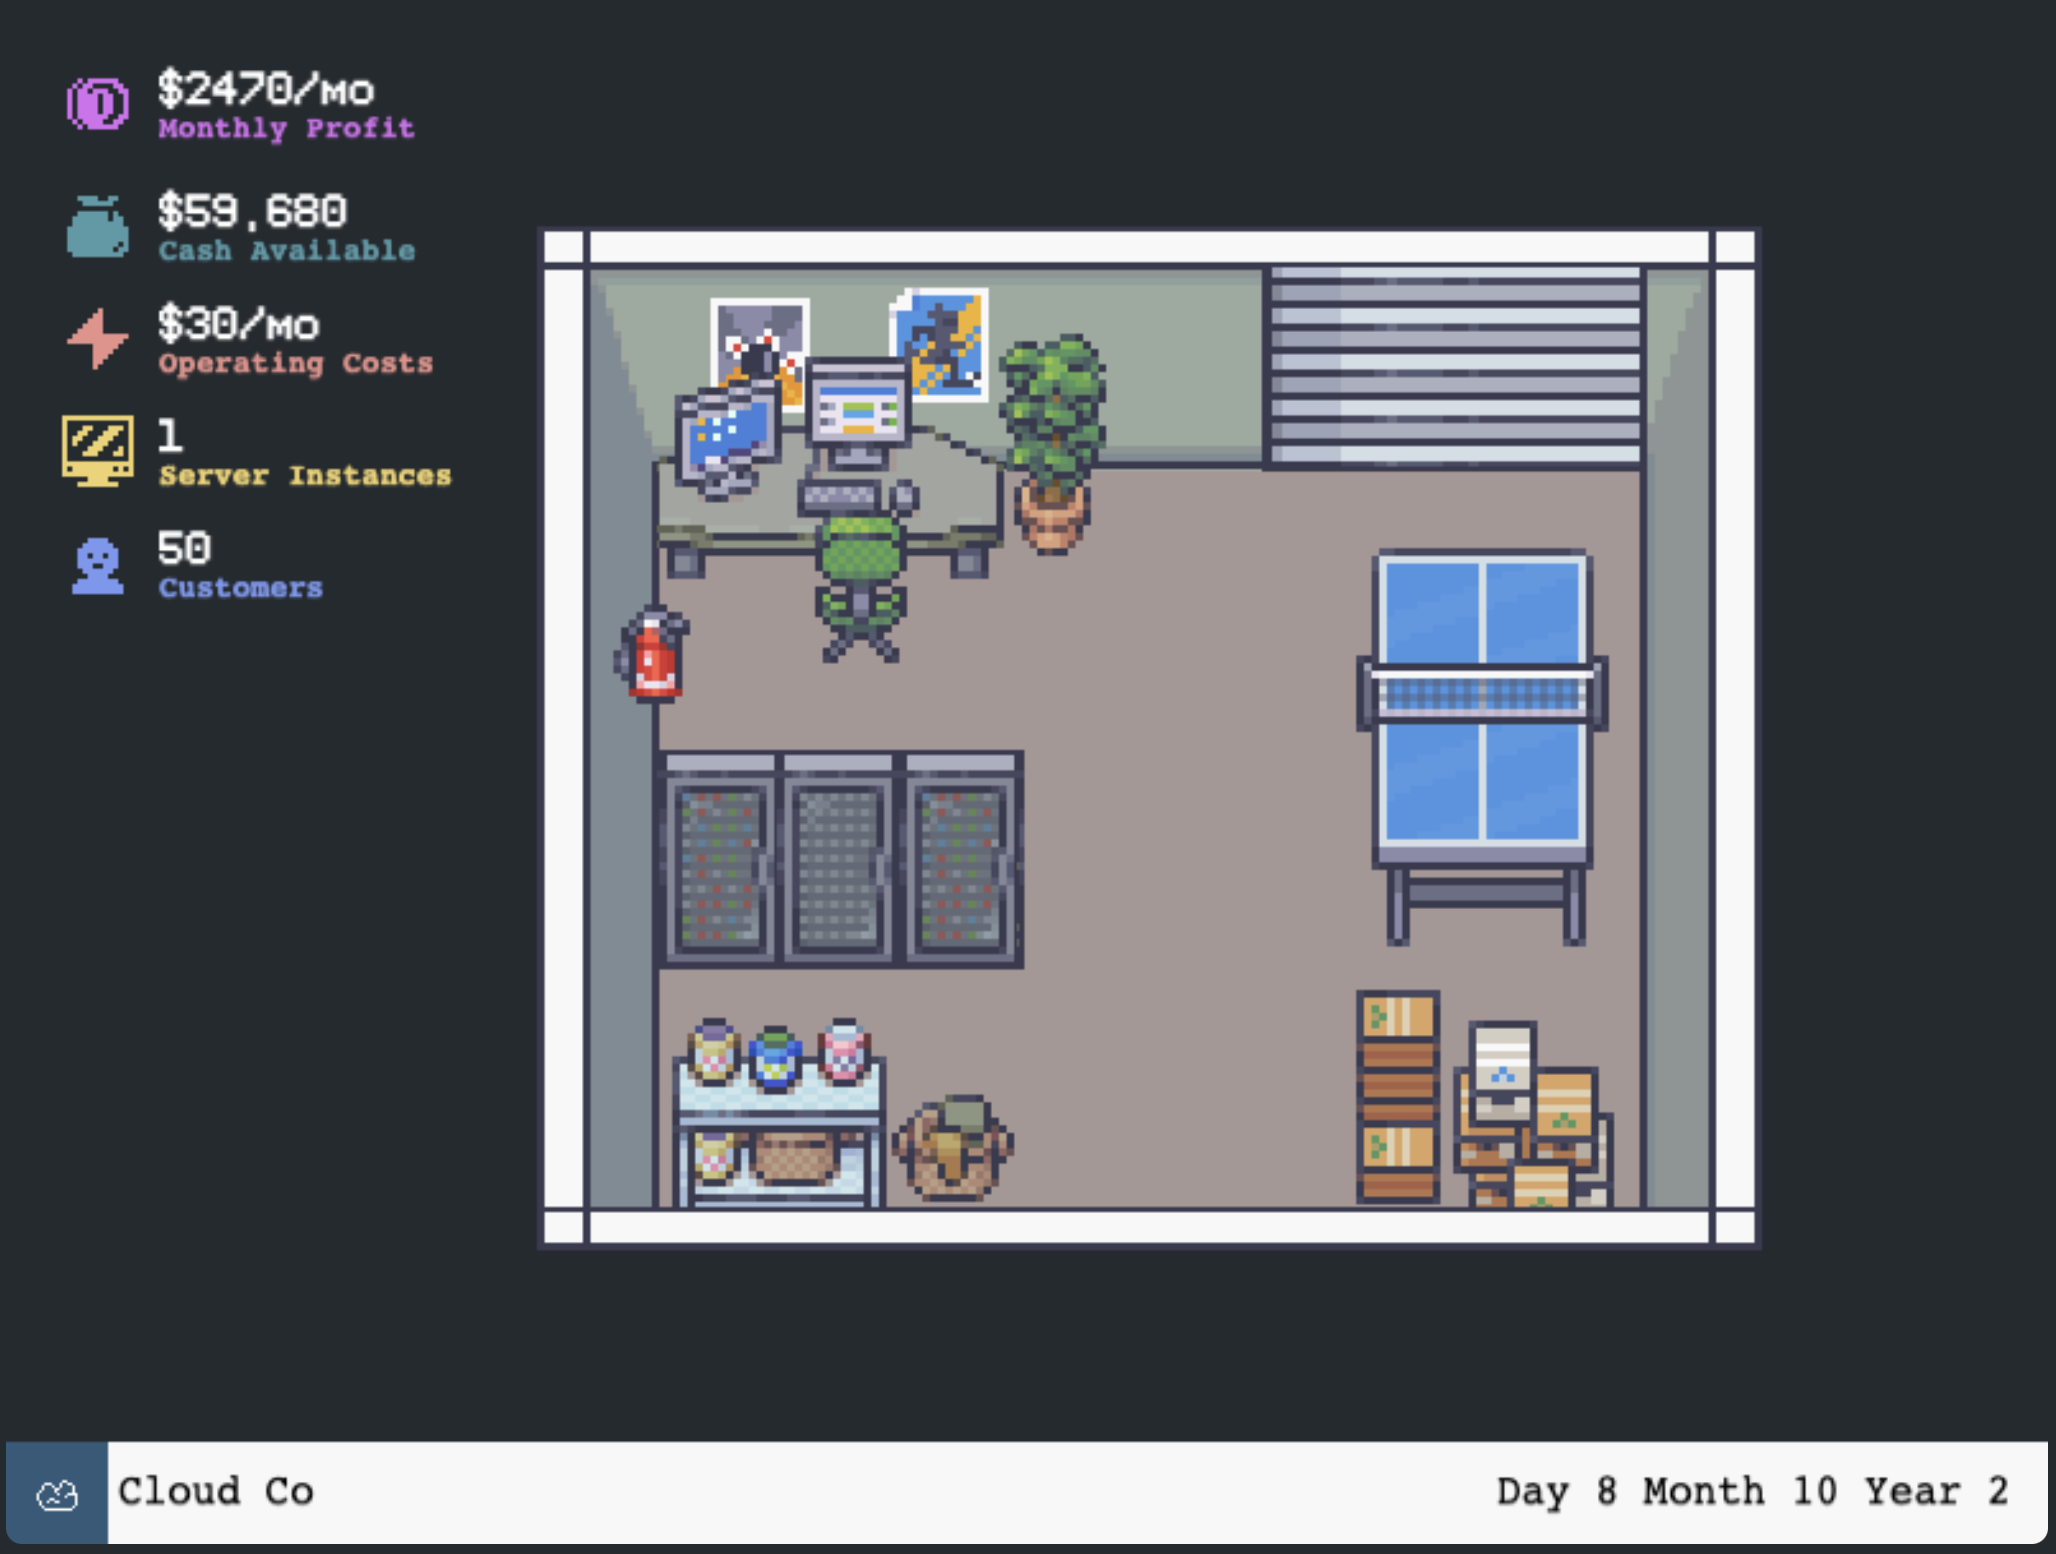 $2470/MO
Monthly Profit
$59,680
Cash Available
$30/MO
Operating Costs
1
Server Instances
50
Customers
Cloud Co
Day 8 Month 10 Year 2